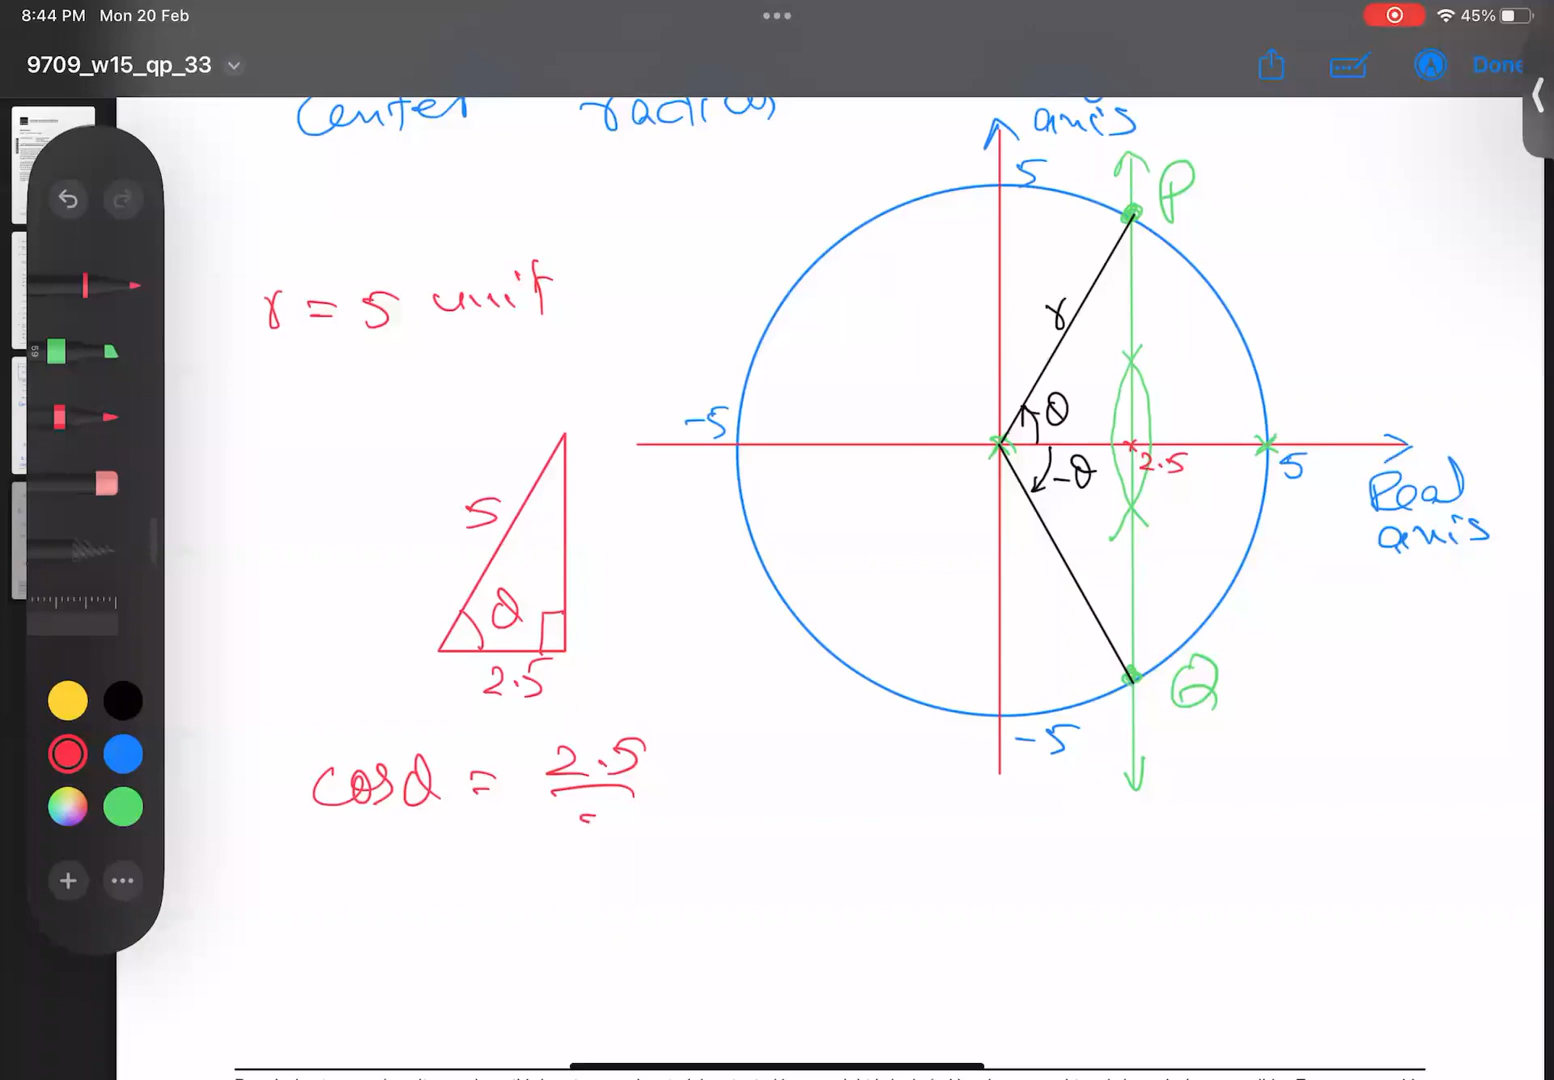 8:44 PM Mon 20 Feb
45%
9709_w15_qp_33
Done
Center radius
axis
5
P
r = 5 unit
r
-5
θ
-θ
2.5
5
Real
axis
5
θ
2.5
Q
-5
cosθ = 2.5
59